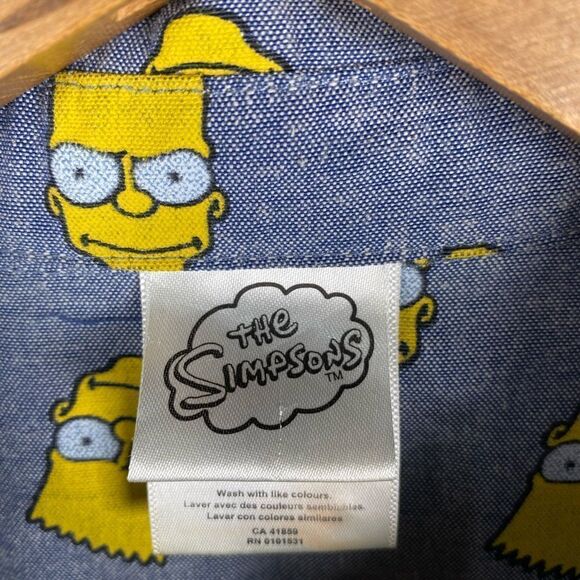 THE
SIMPSONS
TM
Wash with like colours.
Laver avec des couleurs semblables.
Lavar con colores similares
CA 41859
RN 0101531